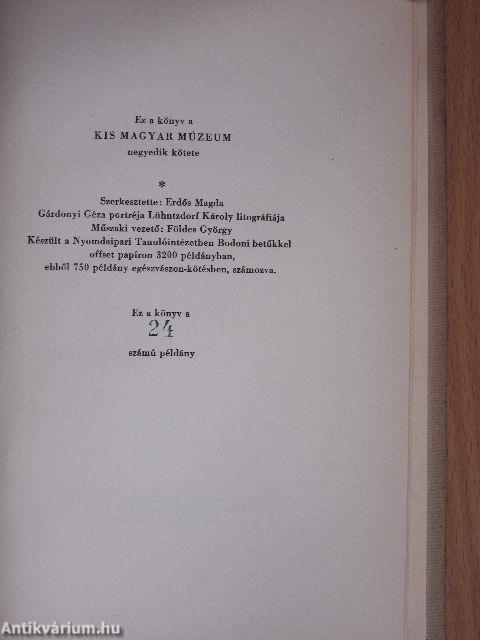 Ez a könyv a
KIS MAGYAR MÚZEUM
negyedik kötete
*
Szerkesztette: Erdős Magda
Gárdonyi Géza portréja Lühntzdorf Károly litográfiája
Műszaki vezető: Földes György
Készült a Nyomdaipari Tanulóintézetben Bodoni betűkkel
offset papíron 3200 példányban,
ebből 750 példány egészvászon-kötésben, számozva.
Ez a könyv a
24
számú példány
Antikvárium.hu